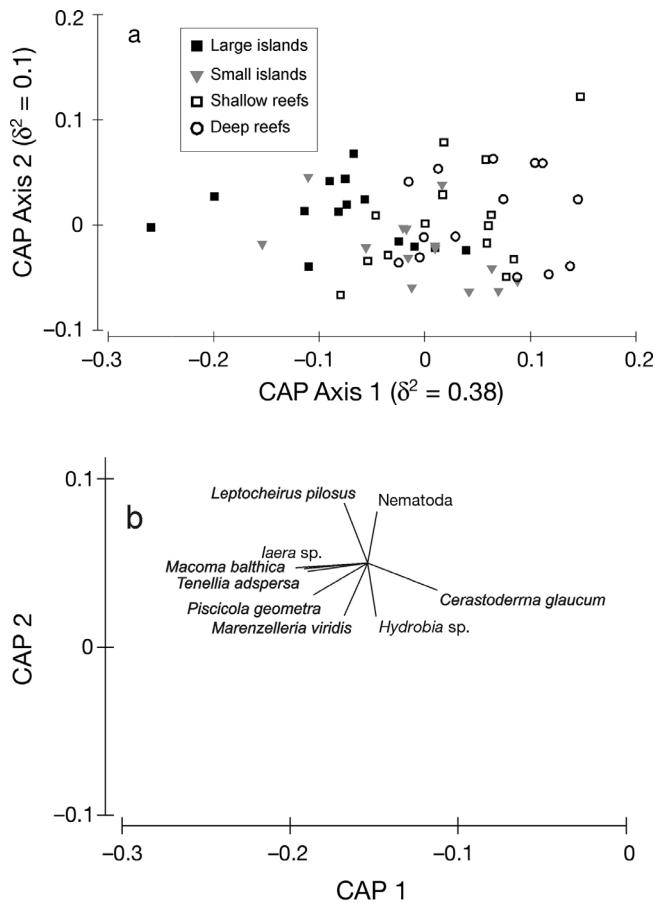 0.2
a
Large islands
Small islands
Shallow reefs
Deep reefs
0.1
0
−0.1
CAP Axis 2 (δ² = 0.1)
−0.3 −0.2 −0.1 0 0.1 0.2
CAP Axis 1 (δ² = 0.38)
0.1
b
Leptocheirus pilosus
Nematoda
Iaera sp.
Macoma balthica
Tenellia adspersa
Piscicola geometra
Cerastoderma glaucum
Marenzelleria viridis
Hydrobia sp.
CAP 2
0
−0.1
−0.3 −0.2 −0.1 0
CAP 1